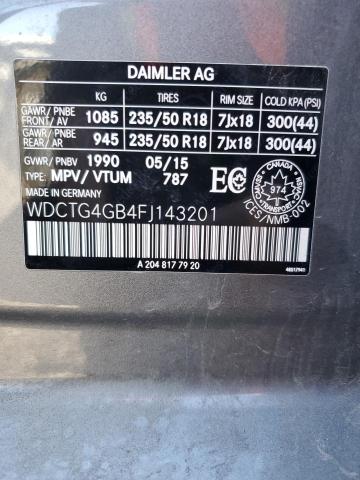 DAIMLER AG
KG TIRES RIM SIZE COLD KPA (PSI)
GAWR/ PNBE FRONT/ AV 1085 235/50 R18 7Jx18 300(44)
GAWR/ PNBE REAR/ AR 945 235/50 R18 7Jx18 300(44)
GVDC/ PNBV 1990 05/15
TYPE: MPV/ VTUM 787
MADE IN GERMANY
EC
CANADA
974
TRANSPORT
ICES/NMB-002
WDCTG4GB4FJ143201
A 204 817 79 20